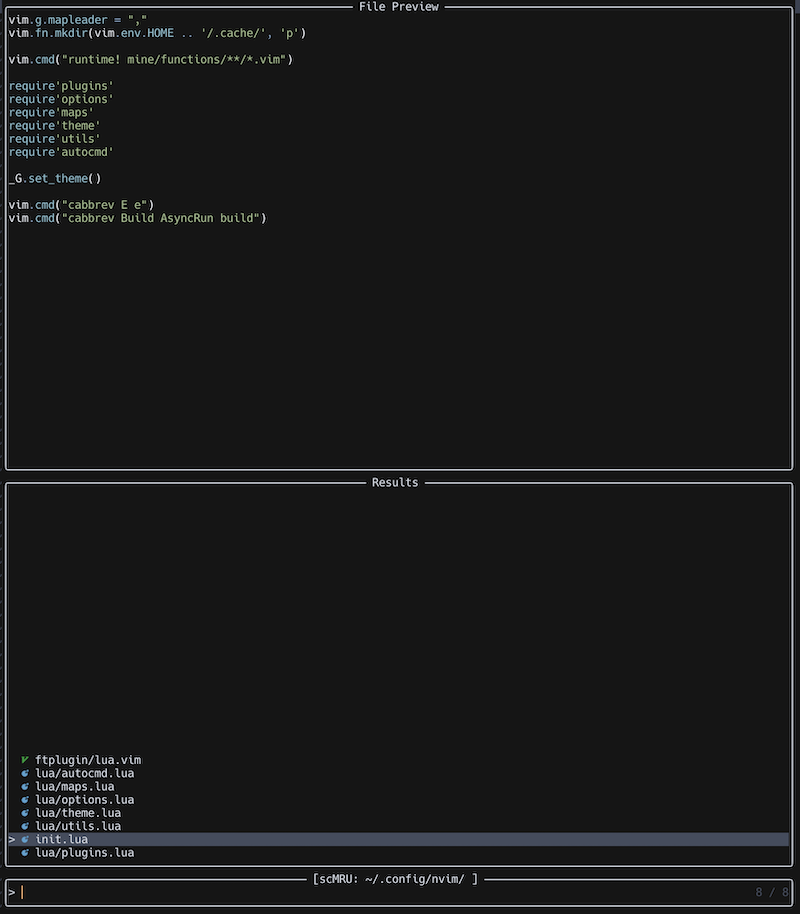 File Preview
vim.g.mapleader = ","
vim.fn.mkdir(vim.env.HOME .. '/.cache/', 'p')
vim.cmd("runtime! mine/functions/**/*.vim")
require'plugins'
require'options'
require'maps'
require'theme'
require'utils'
require'autocmd'
_G.set_theme()
vim.cmd("cabbrev E e")
vim.cmd("cabbrev Build AsyncRun build")
Results
ftplugin/lua.vim
lua/autocmd.lua
lua/maps.lua
lua/options.lua
lua/theme.lua
lua/utils.lua
> init.lua
lua/plugins.lua
[scMRU: ~/.config/nvim/ ]
> 8 / 8